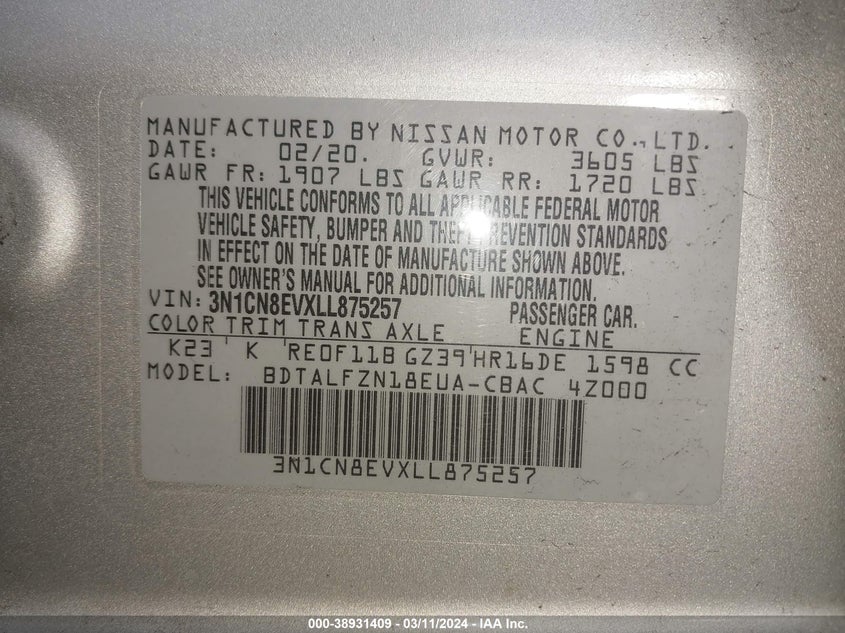 MANUFACTURED BY NISSAN MOTOR CO., LTD.
DATE: 02/20. GVWR: 3605 LBS
GAWR FR: 1907 LBS GAWR RR: 1720 LBS
THIS VEHICLE CONFORMS TO ALL APPLICABLE FEDERAL MOTOR
VEHICLE SAFETY, BUMPER AND THEFT PREVENTION STANDARDS
IN EFFECT ON THE DATE OF MANUFACTURE SHOWN ABOVE.
SEE OWNER'S MANUAL FOR ADDITIONAL INFORMATION.
VIN: 3N1CN8EVXLL875257 PASSENGER CAR.
COLOR TRIM TRANS AXLE ENGINE
K23 K RE0F11B GZ39 HR16DE 1598 CC
MODEL: BDTALFZN18EUA-CBAC 4Z000
3N1CN8EVXLL875257
000-38931409 - 03/11/2024 - IAA Inc.